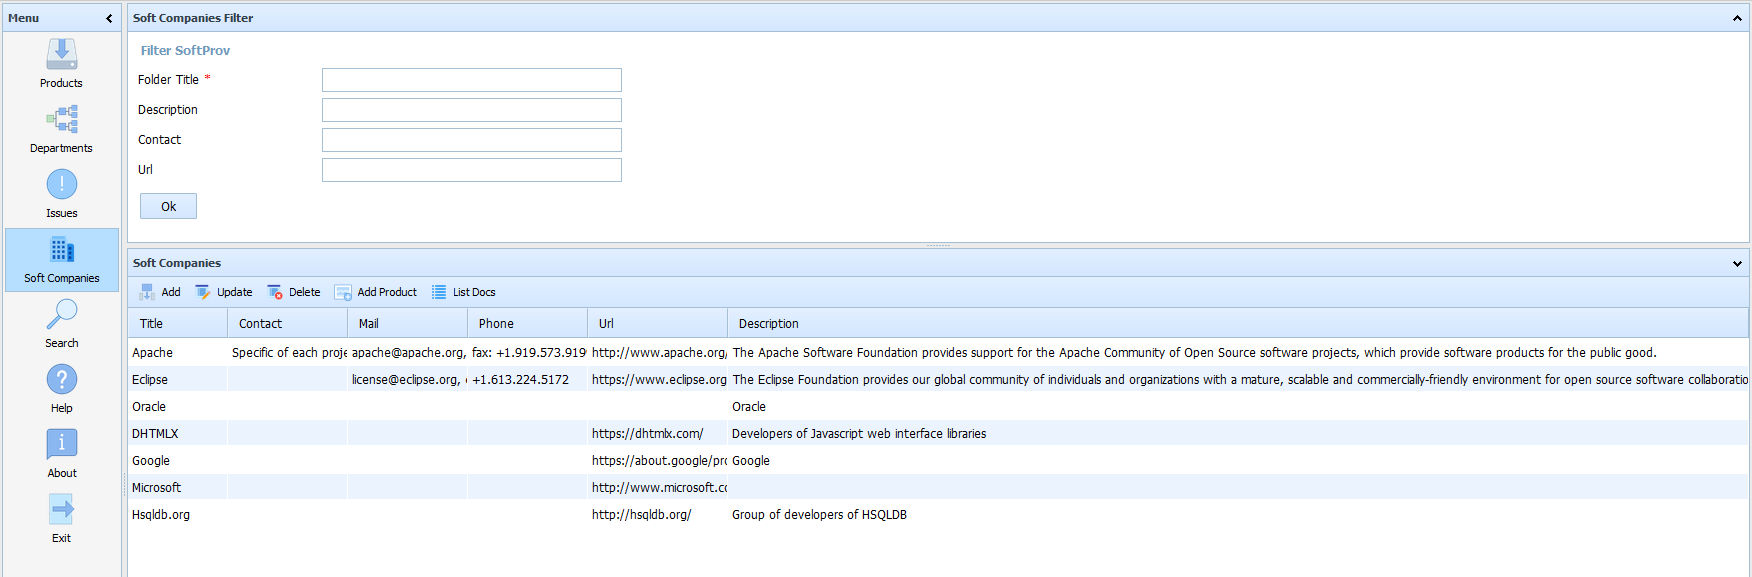 Menu
Products
Departments
Issues
Soft Companies
Search
Help
About
Exit
Soft Companies Filter
Filter SoftProv
Folder Title *
Description
Contact
Url
Ok
Soft Companies
Add Update Delete Add Product List Docs
Title Contact Mail Phone Url Description
Apache Specific of each proje apache@apache.org, fax: +1.919.573.919 http://www.apache.org/ The Apache Software Foundation provides support for the Apache Community of Open Source software projects, which provide software products for the public good.
Eclipse license@eclipse.org, +1.613.224.5172 https://www.eclipse.org The Eclipse Foundation provides our global community of individuals and organizations with a mature, scalable and commercially-friendly environment for open source software collaboratio
Oracle Oracle
DHTMLX https://dhtmlx.com/ Developers of Javascript web interface libraries
Google https://about.google/pro Google
Microsoft http://www.microsoft.co
Hsqldb.org http://hsqldb.org/ Group of developers of HSQLDB